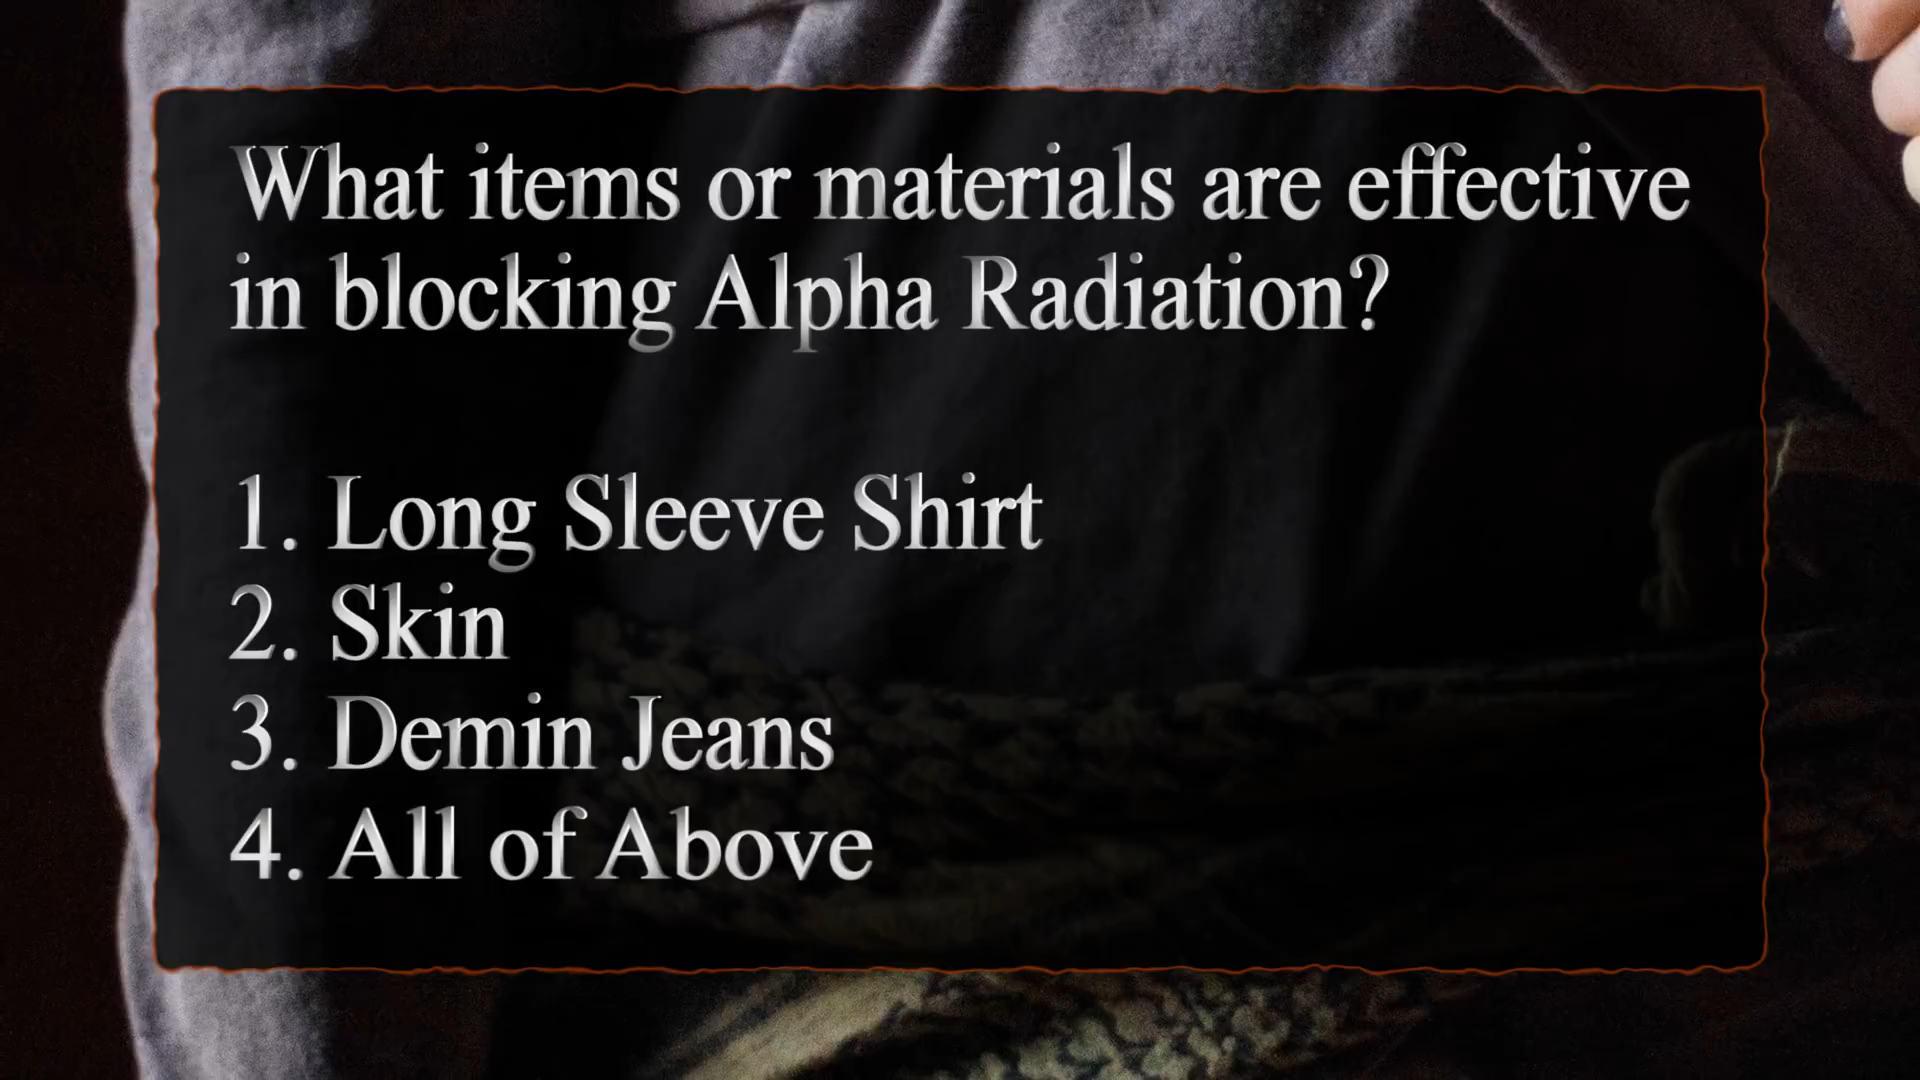 What items or materials are effective
in blocking Alpha Radiation?
1. Long Sleeve Shirt
2. Skin
3. Demin Jeans
4. All of Above